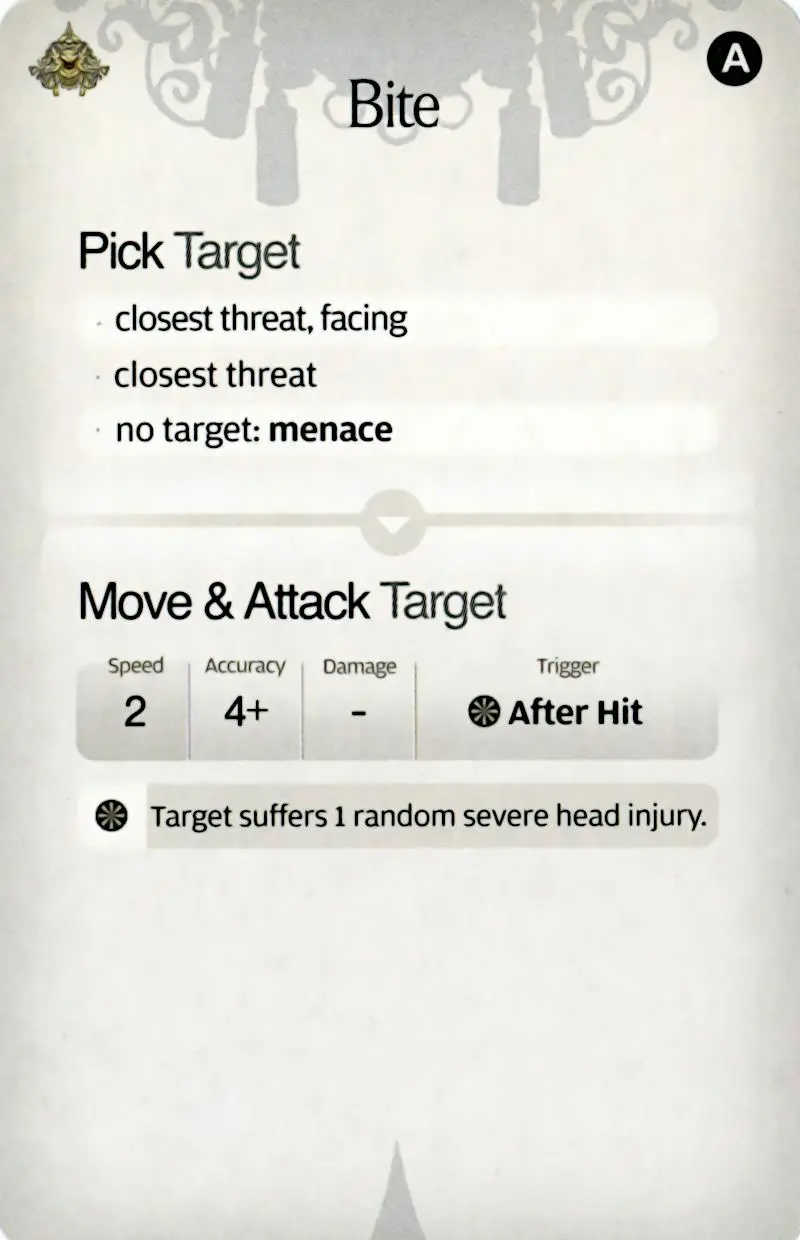 A
Bite
Pick Target
· closest threat, facing
· closest threat
· no target: menace
Move & Attack Target
Speed Accuracy Damage Trigger
2 4+ - After Hit
Target suffers 1 random severe head injury.